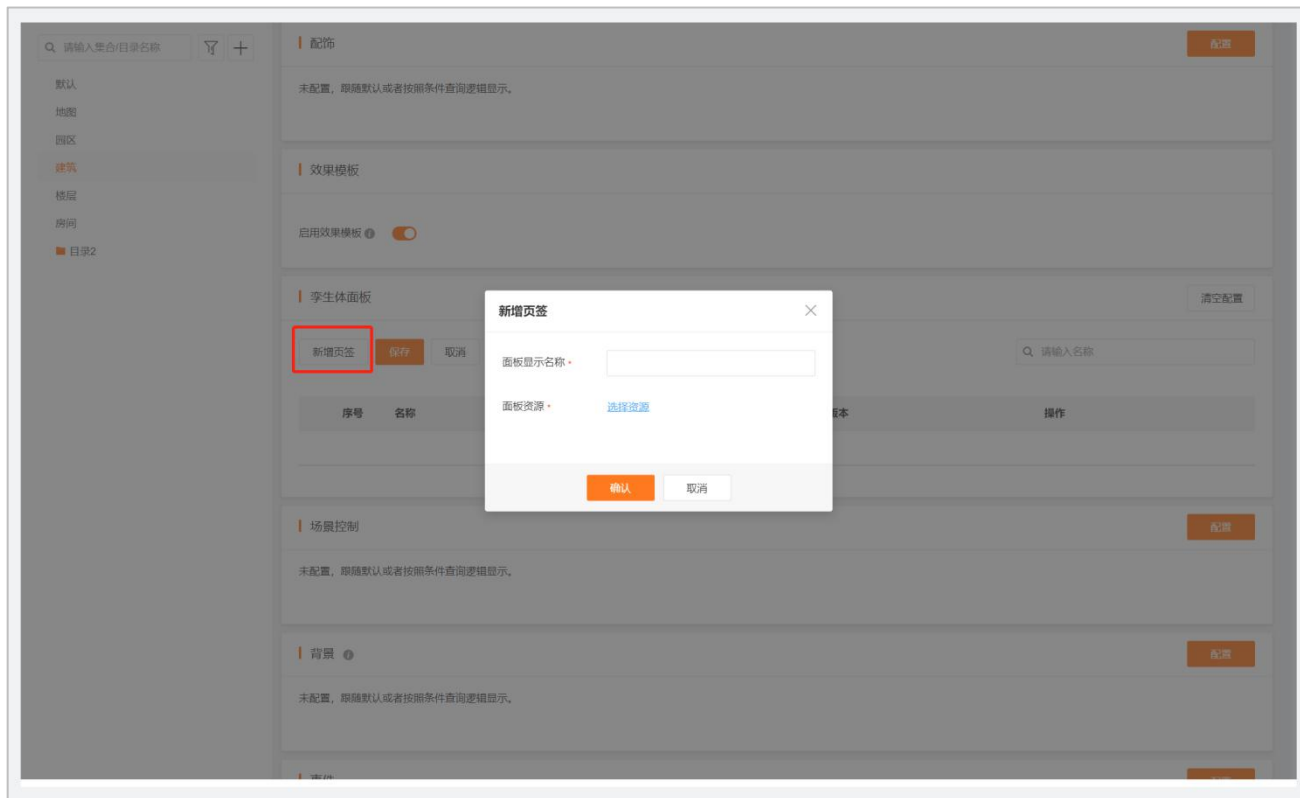 请输入集合/目录名称
默认
地图
园区
建筑
楼层
房间
目录2
配饰
配置
未配置，跟随默认或者按照条件查询逻辑显示。
效果模板
启用效果模板
孪生体面板
清空配置
新增页签 保存 取消
请输入名称
序号 名称 版本 操作
新增页签
面板显示名称
面板资源 选择资源
确认 取消
场景控制
配置
未配置，跟随默认或者按照条件查询逻辑显示。
背景
配置
未配置，跟随默认或者按照条件查询逻辑显示。
事件
配置